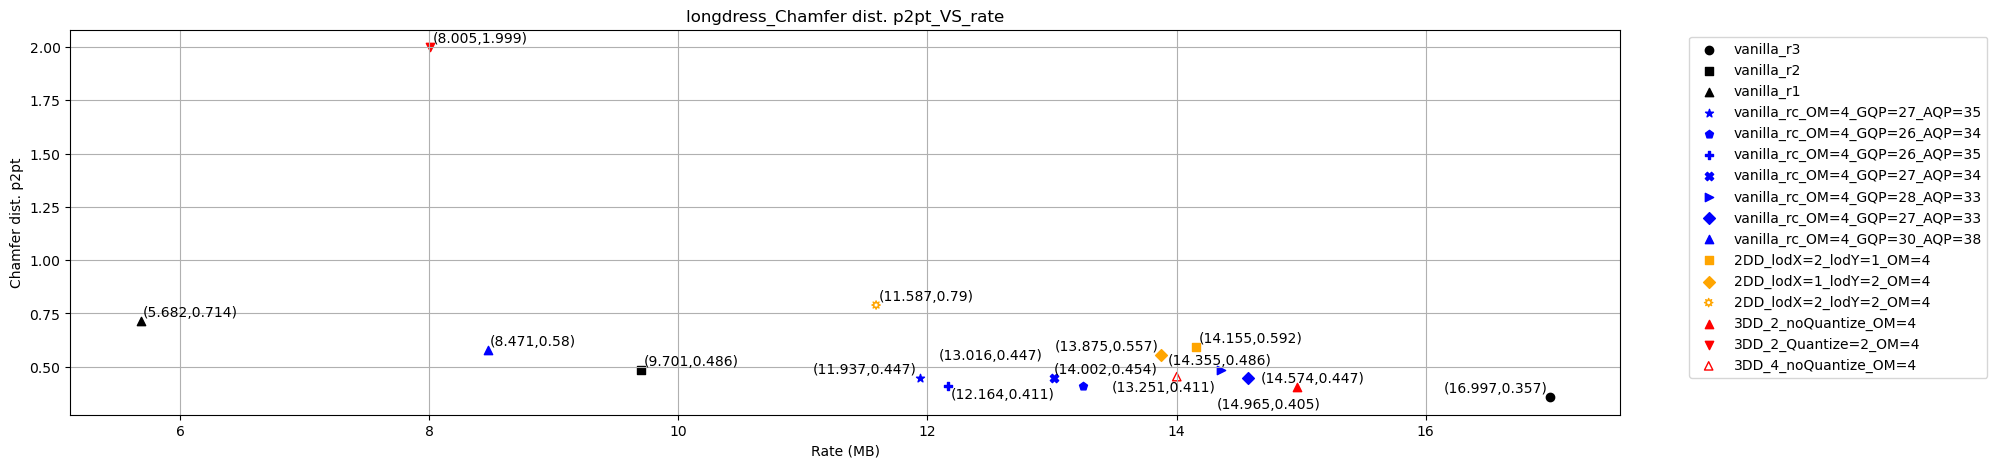 longdress_Chamfer dist. p2pt_VS_rate
Chamfer dist. p2pt
2.00
1.75
1.50
1.25
1.00
0.75
0.50
(8.005,1.999)
(5.682,0.714)
(8.471,0.58)
(9.701,0.486)
(11.587,0.79)
(11.937,0.447)
(13.016,0.447)
(12.164,0.411)
(13.875,0.557)
(14.002,0.454)
(14.155,0.592)
(14.355,0.486)
(13.251,0.411)
(14.574,0.447)
(14.965,0.405)
(16.997,0.357)
6
8
10
12
14
16
Rate (MB)
vanilla_r3
vanilla_r2
vanilla_r1
vanilla_rc_OM=4_GQP=27_AQP=35
vanilla_rc_OM=4_GQP=26_AQP=34
vanilla_rc_OM=4_GQP=26_AQP=35
vanilla_rc_OM=4_GQP=27_AQP=34
vanilla_rc_OM=4_GQP=28_AQP=33
vanilla_rc_OM=4_GQP=27_AQP=33
vanilla_rc_OM=4_GQP=30_AQP=38
2DD_lodX=2_lodY=1_OM=4
2DD_lodX=1_lodY=2_OM=4
2DD_lodX=2_lodY=2_OM=4
3DD_2_noQuantize_OM=4
3DD_2_Quantize=2_OM=4
3DD_4_noQuantize_OM=4